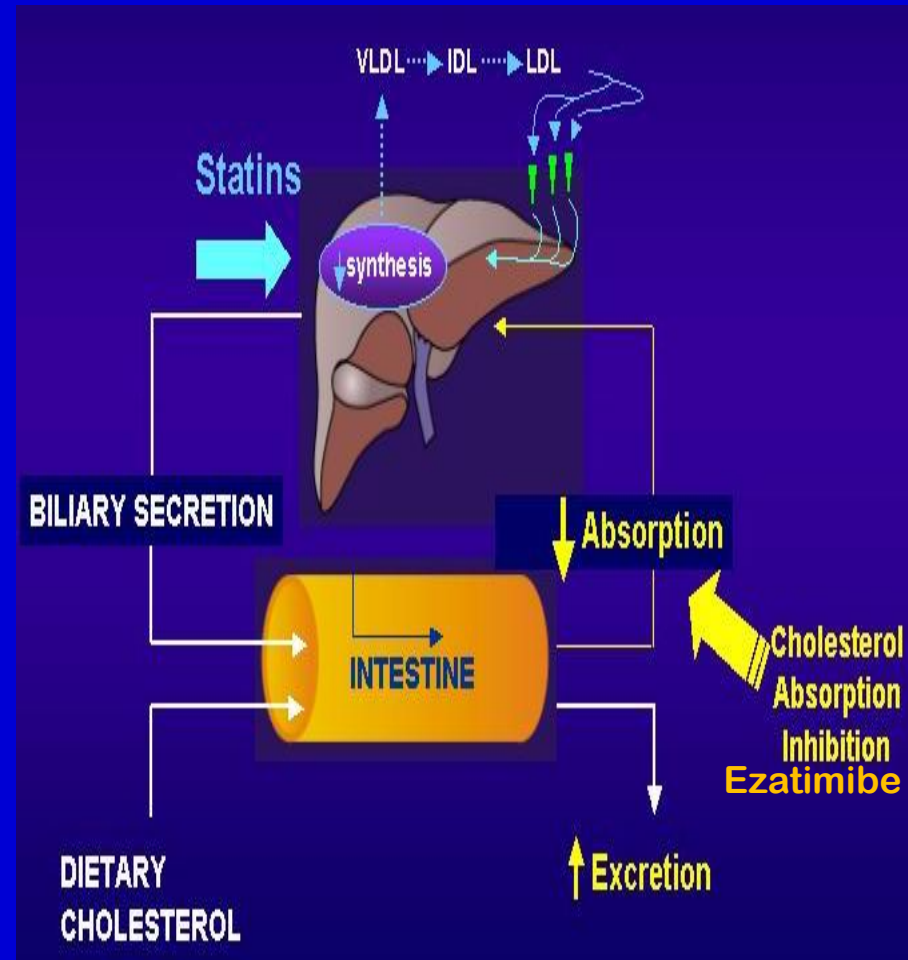 VLDL IDL LDL
Statins
synthesis
BILIARY SECRETION
Absorption
INTESTINE
Cholesterol
Absorption
Inhibition
Ezatimibe
DIETARY
CHOLESTEROL
Excretion